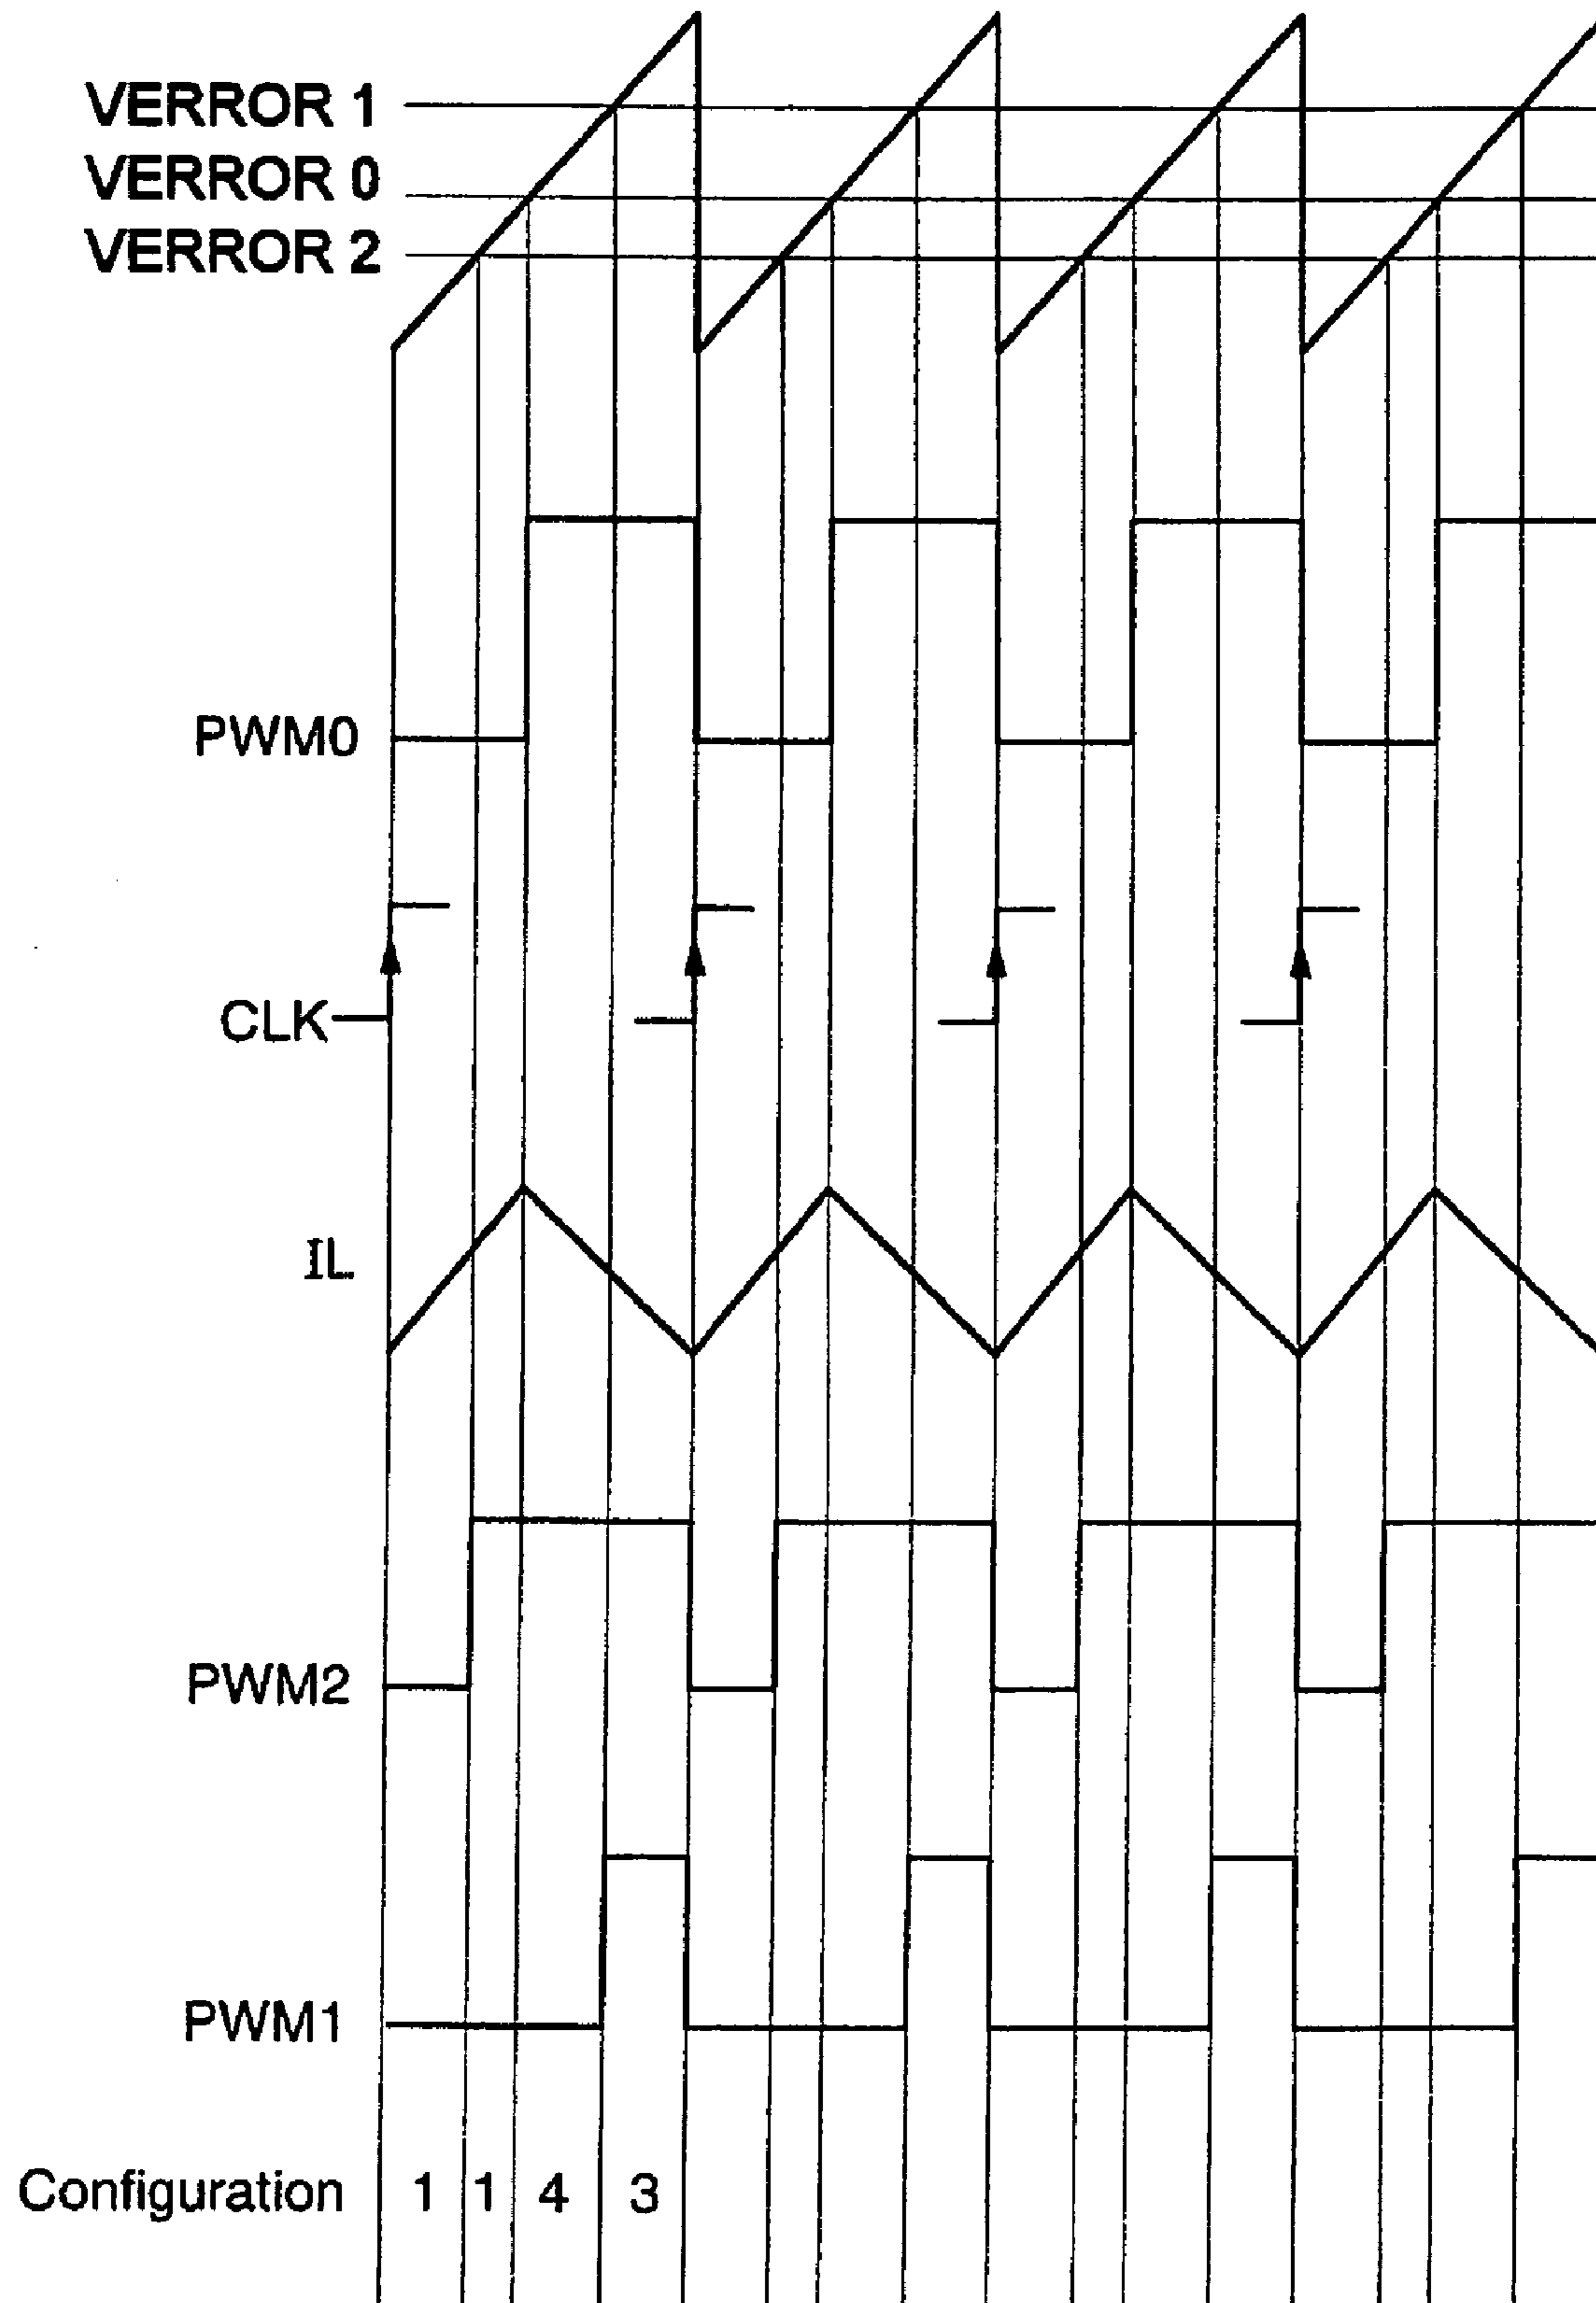 VERROR 1
VERROR 0
VERROR 2
PWM0
CLK
IL
PWM2
PWM1
Configuration 1 1 4 3